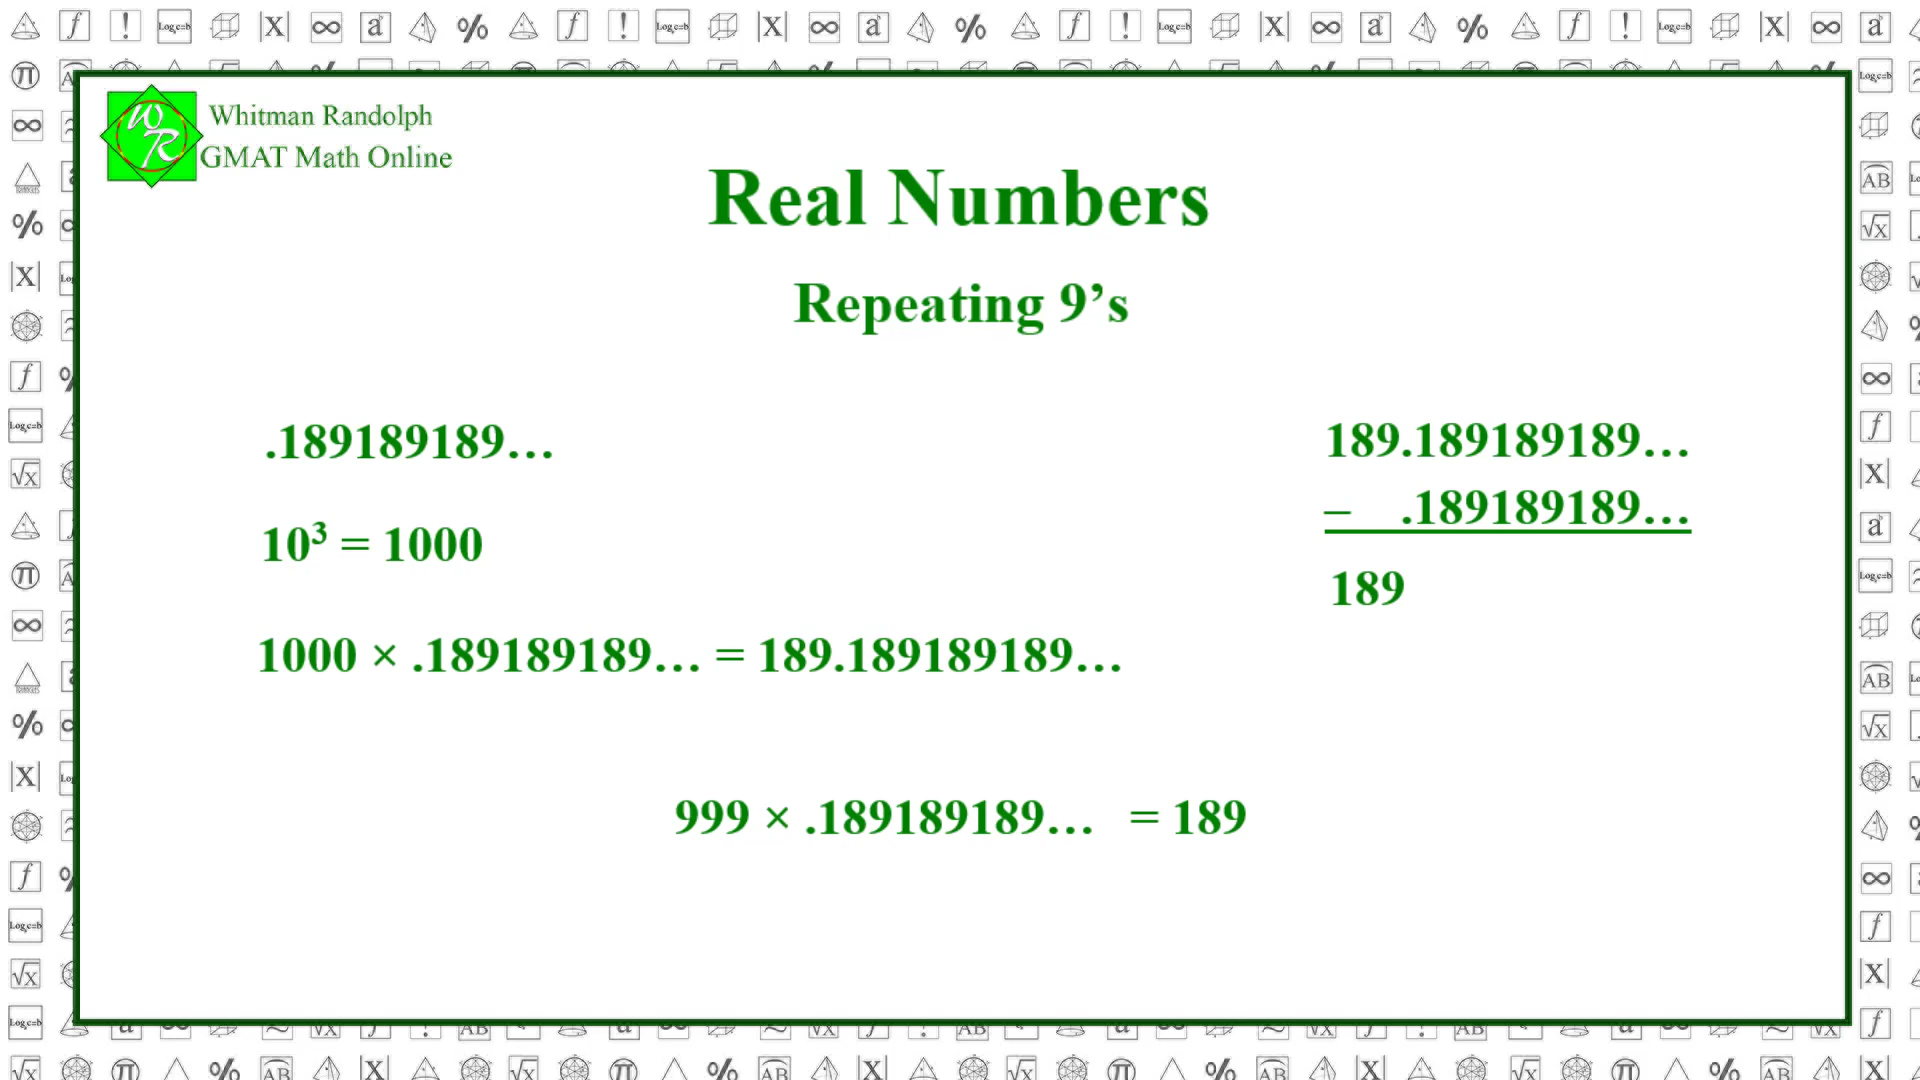 Whitman Randolph
GMAT Math Online
Real Numbers
Repeating 9’s
.189189189…
10³ = 1000
1000 × .189189189… = 189.189189189…
189.189189189…
– .189189189…
189
999 × .189189189… = 189